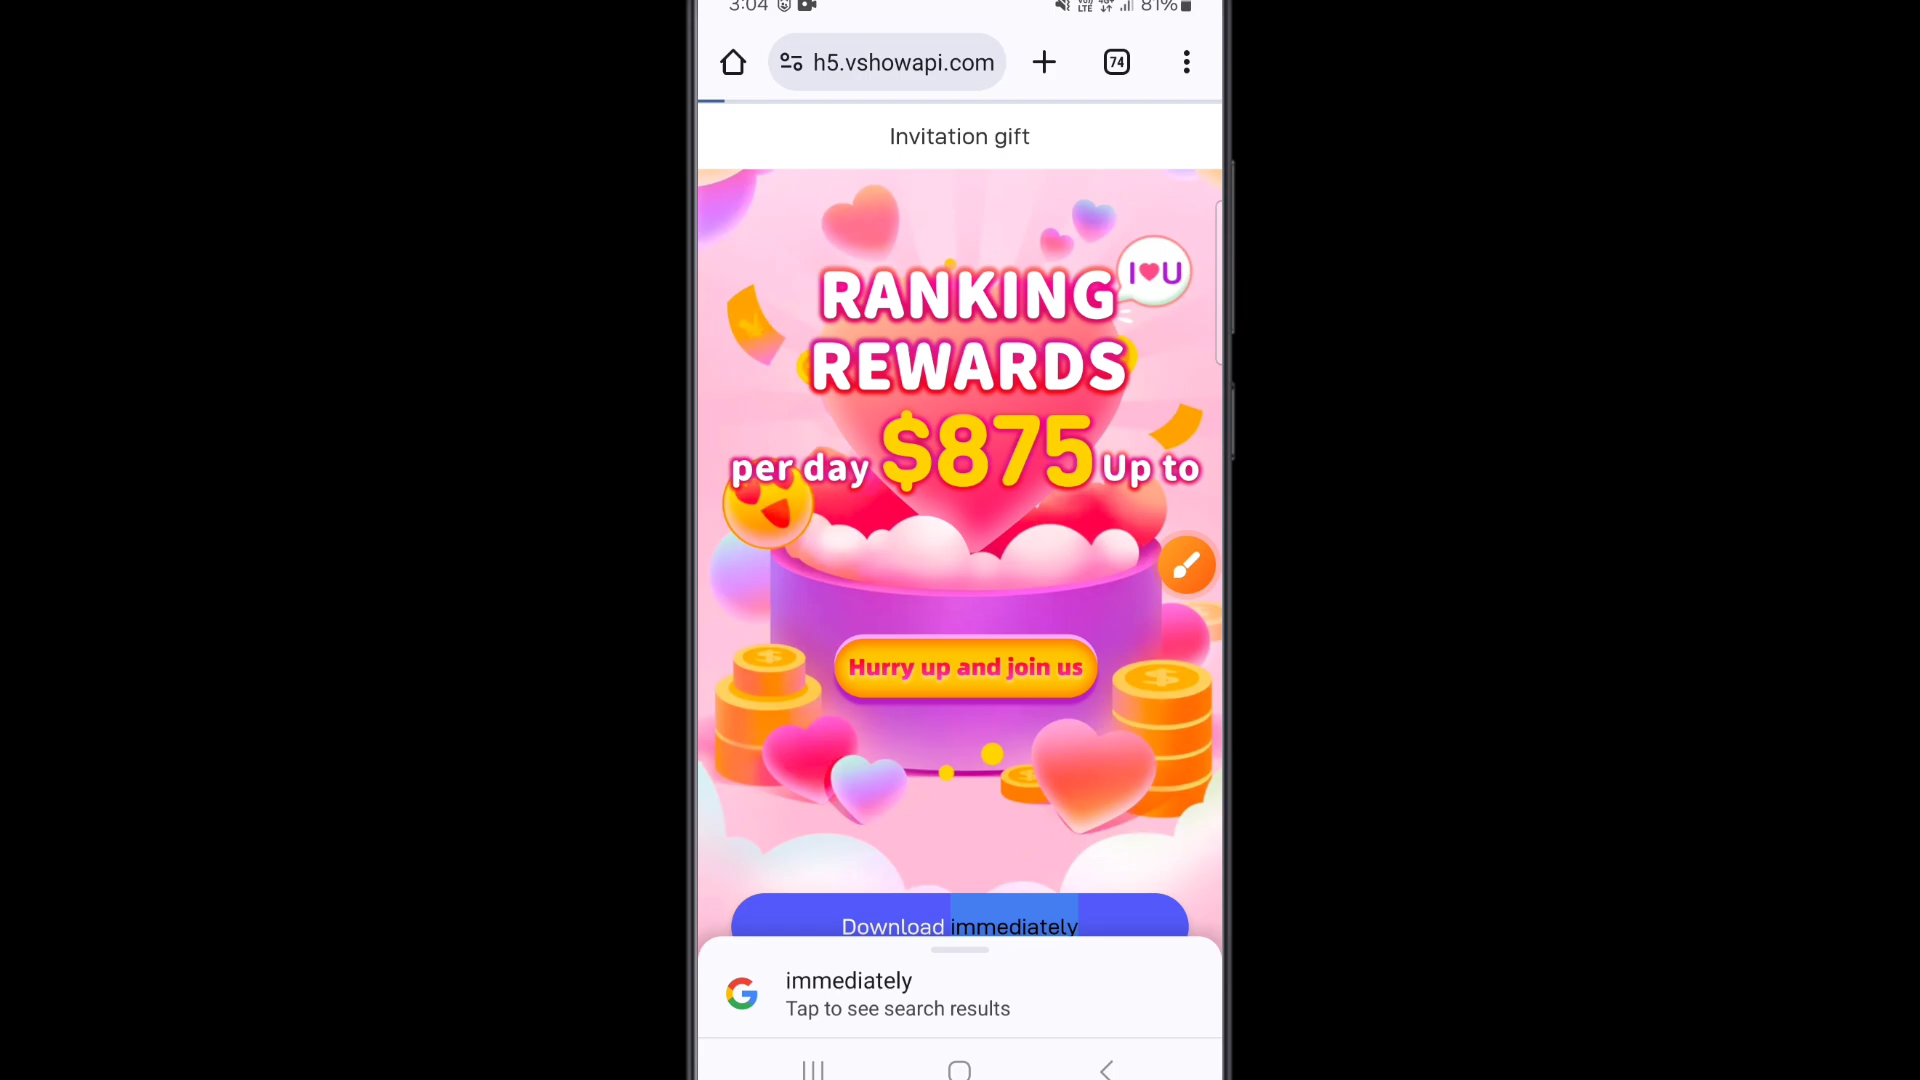 3:04 81%
h5.vshowapi.com
74
Invitation gift
I U
RANKING
REWARDS
per day $875 Up to
Hurry up and join us
Download immediately
immediately
Tap to see search results